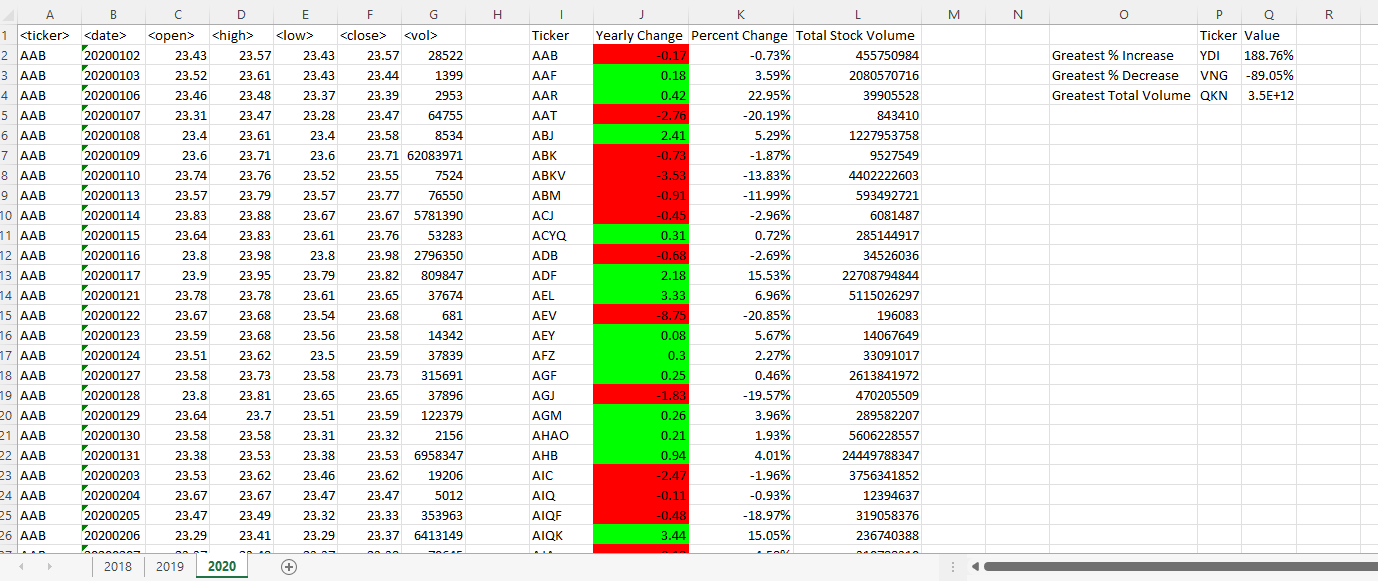 A B C D E F G H I J K L M N O P Q R
1 <ticker> <date> <open> <high> <low> <close> <vol> Ticker Yearly Change Percent Change Total Stock Volume Ticker Value
2 AAB 20200102 23.43 23.57 23.43 23.57 28522 AAB -0.17 -0.73% 455750984 Greatest % Increase YDI 188.76%
3 AAB 20200103 23.52 23.61 23.43 23.44 1399 AAF 0.18 3.59% 2080570716 Greatest % Decrease VNG -89.05%
4 AAB 20200106 23.46 23.48 23.37 23.39 2953 AAR 0.42 22.95% 39905528 Greatest Total Volume QKN 3.5E+12
5 AAB 20200107 23.31 23.47 23.28 23.47 64755 AAT -2.76 -20.19% 843410
6 AAB 20200108 23.4 23.61 23.4 23.58 8534 ABJ 2.41 5.29% 1227953758
7 AAB 20200109 23.6 23.71 23.6 23.71 62083971 ABK -0.73 -1.87% 9527549
8 AAB 20200110 23.74 23.76 23.52 23.55 7524 ABKV -3.53 -13.83% 4402222603
9 AAB 20200113 23.57 23.79 23.57 23.77 76550 ABM -0.91 -11.99% 593492721
10 AAB 20200114 23.83 23.88 23.67 23.67 5781390 ACJ -0.45 -2.96% 6081487
11 AAB 20200115 23.64 23.83 23.61 23.76 53283 ACYQ 0.31 0.72% 285144917
12 AAB 20200116 23.8 23.98 23.8 23.98 2796350 ADB -0.68 -2.69% 34526036
13 AAB 20200117 23.9 23.95 23.79 23.82 809847 ADF 2.18 15.53% 22708794844
14 AAB 20200121 23.78 23.78 23.61 23.65 37674 AEL 3.33 6.96% 5115026297
15 AAB 20200122 23.67 23.68 23.54 23.68 681 AEV -8.75 -20.85% 196083
16 AAB 20200123 23.59 23.68 23.56 23.58 14342 AEY 0.08 5.67% 14067649
17 AAB 20200124 23.51 23.62 23.5 23.59 37839 AFZ 0.3 2.27% 33091017
18 AAB 20200127 23.58 23.73 23.58 23.73 315691 AGF 0.25 0.46% 2613841972
19 AAB 20200128 23.8 23.81 23.65 23.65 37896 AGJ -1.83 -19.57% 470205509
20 AAB 20200129 23.64 23.7 23.51 23.59 122379 AGM 0.26 3.96% 289582207
21 AAB 20200130 23.58 23.58 23.31 23.32 2156 AHAO 0.21 1.93% 5606228557
22 AAB 20200131 23.38 23.53 23.38 23.53 6958347 AHB 0.94 4.01% 24449788347
23 AAB 20200203 23.53 23.62 23.46 23.62 19206 AIC -2.47 -1.96% 3756341852
24 AAB 20200204 23.67 23.67 23.47 23.47 5012 AIQ -0.11 -0.93% 12394637
25 AAB 20200205 23.47 23.49 23.32 23.33 353963 AIQF -0.48 -18.97% 319058376
26 AAB 20200206 23.29 23.41 23.29 23.37 6413149 AIQK 3.44 15.05% 236740388
2018 2019 2020